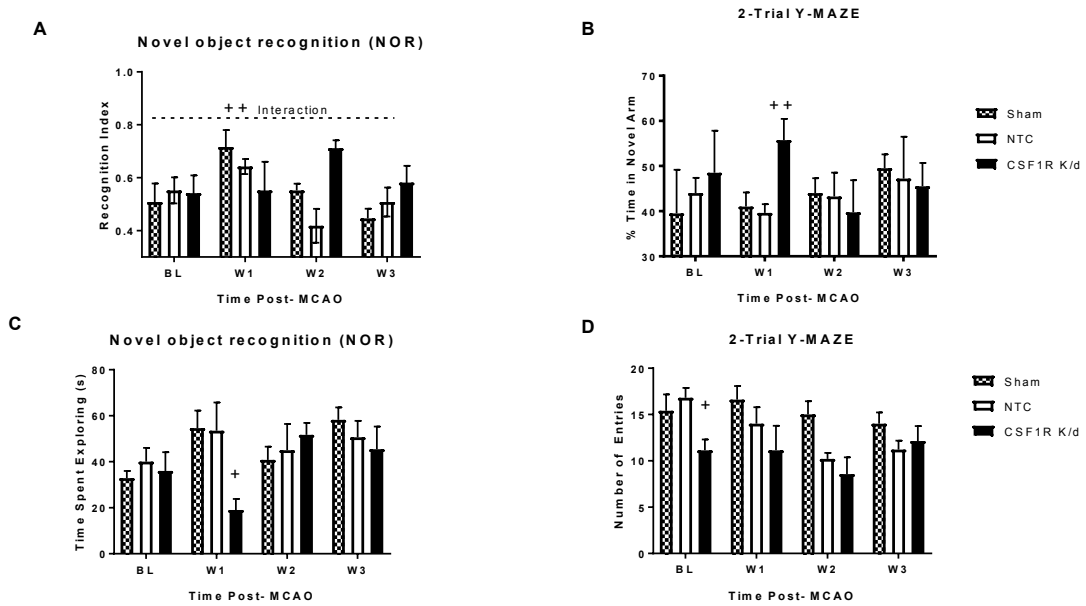 A
Novel object recognition (NOR)
Recognition Index
1.0
0.8
0.6
0.4
++ Interaction
BL W1 W2 W3
Time Post- MCAO
B
2-Trial Y-MAZE
% Time in Novel Arm
70
60
50
40
30
++
BL W1 W2 W3
Time Post- MCAO
Sham
NTC
CSF1R K/d
C
Novel object recognition (NOR)
Time Spent Exploring (s)
80
60
40
20
0
+
BL W1 W2 W3
Time Post- MCAO
D
2-Trial Y-MAZE
Number of Entries
20
15
10
5
0
+
BL W1 W2 W3
Time Post- MCAO
Sham
NTC
CSF1R K/d